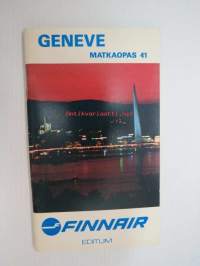 GENEVE
MATKAOPAS 41
FINNAIR
EDITUM